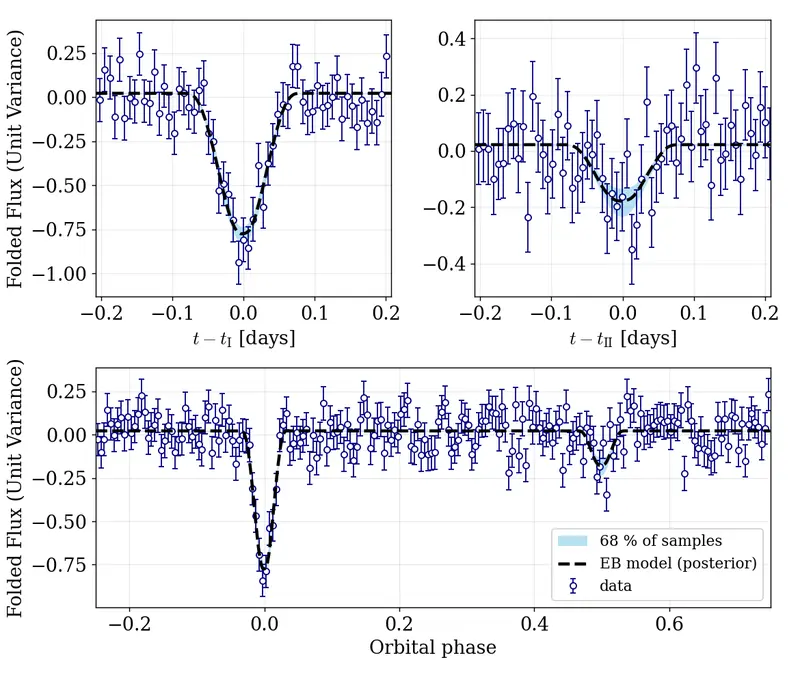 Folded Flux (Unit Variance)
0.25
0.00
−0.25
−0.50
−0.75
−1.00
−0.2 −0.1 0.0 0.1 0.2
t − tI [days]
0.4
0.2
0.0
−0.2
−0.4
−0.2 −0.1 0.0 0.1 0.2
t − tII [days]
Folded Flux (Unit Variance)
0.25
0.00
−0.25
−0.50
−0.75
−0.2 0.0 0.2 0.4 0.6
Orbital phase
68 % of samples
EB model (posterior)
data